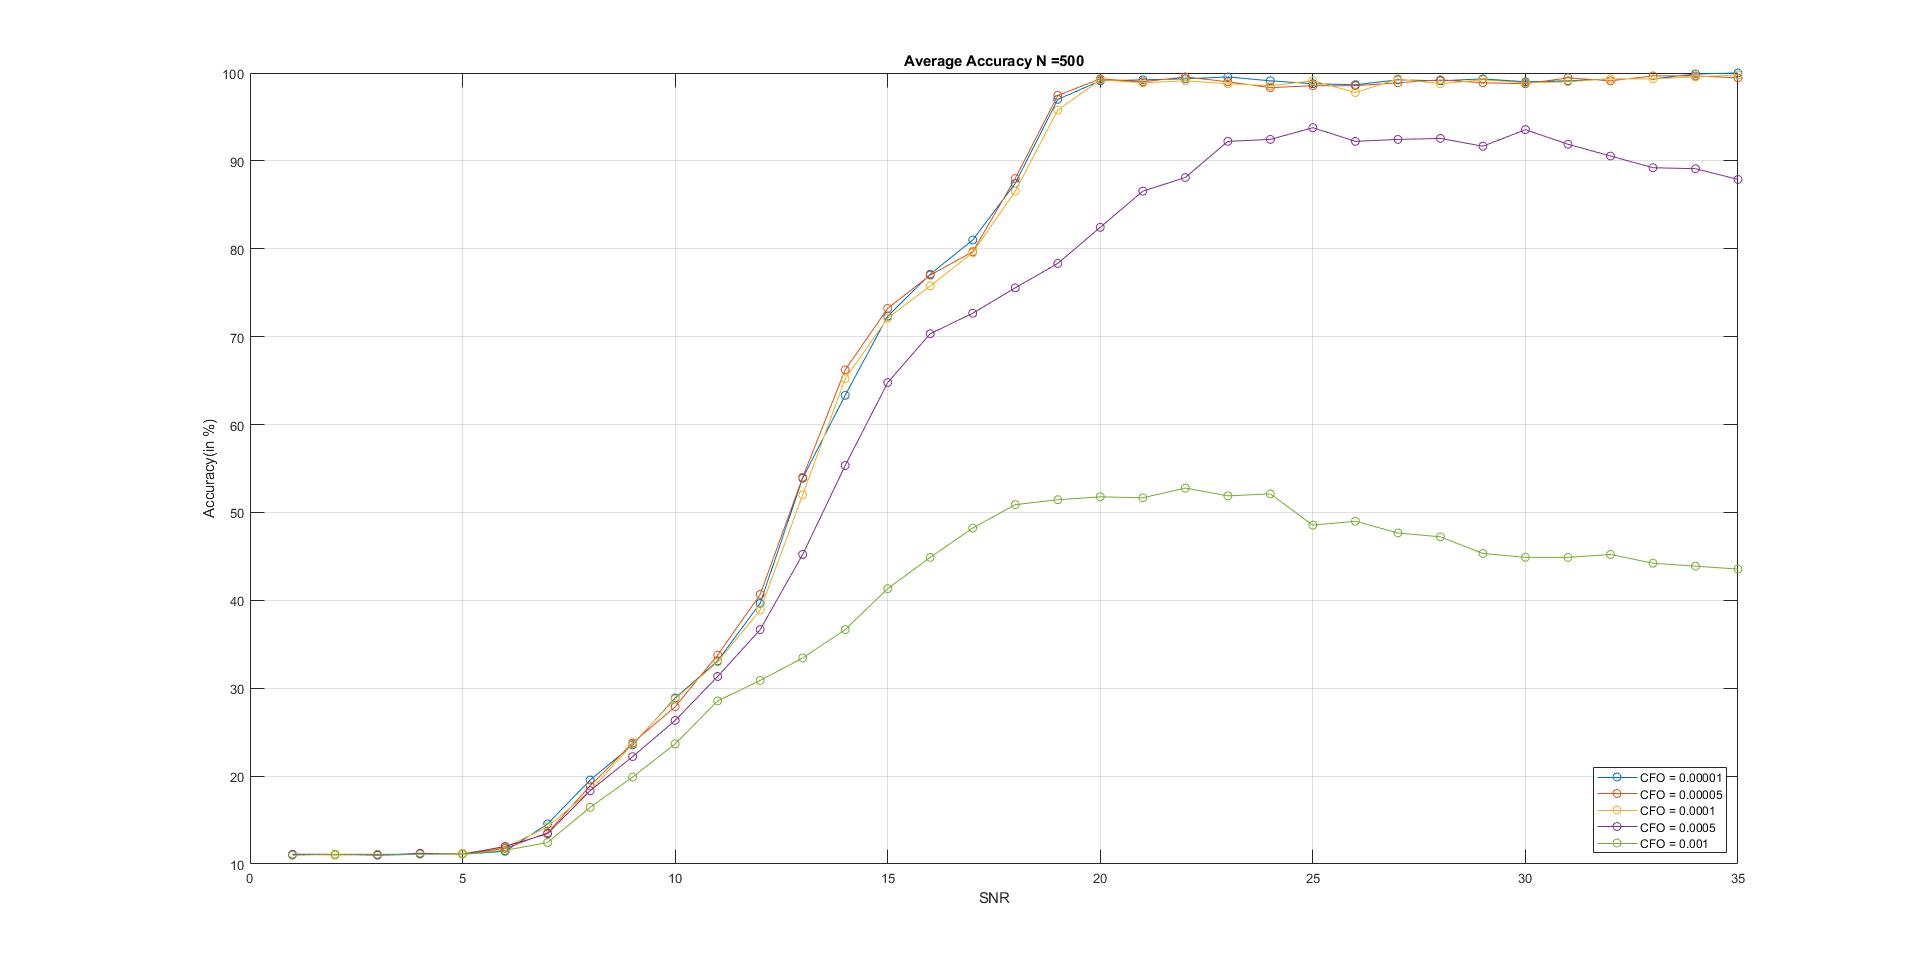 Average Accuracy N =500
100
90
80
70
60
50
40
30
20
10
Accuracy(in %)
0
5
10
15
20
25
30
35
SNR
CFO = 0.00001
CFO = 0.00005
CFO = 0.0001
CFO = 0.0005
CFO = 0.001